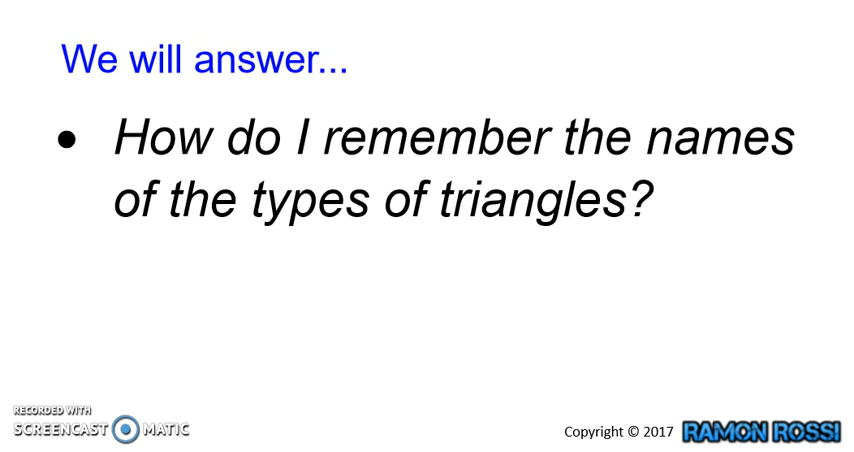 We will answer...
• How do I remember the names
of the types of triangles?
RECORDED WITH
SCREENCAST MATIC
Copyright © 2017 RAMON ROSSI